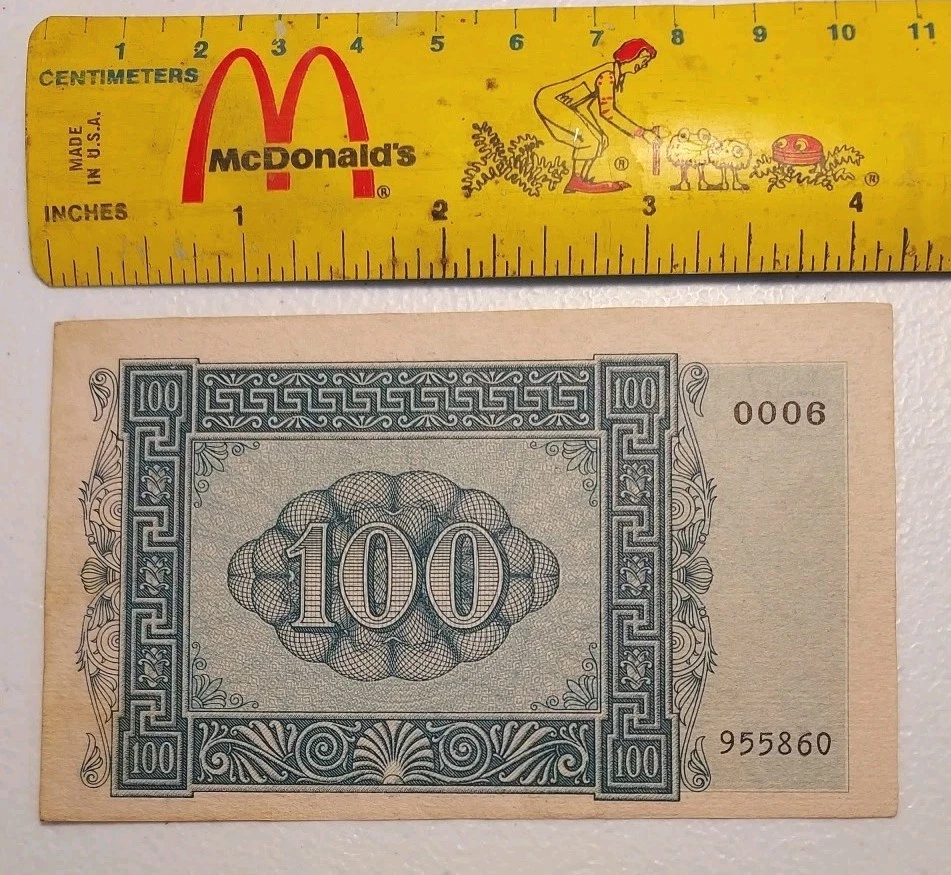 1 2 3 4 5 6 7 8 9 10 11
CENTIMETERS
MADE
IN U.S.A.
McDonald's®
®
®
INCHES
1 2 3 4
100 100
0006
100
100 100
955860